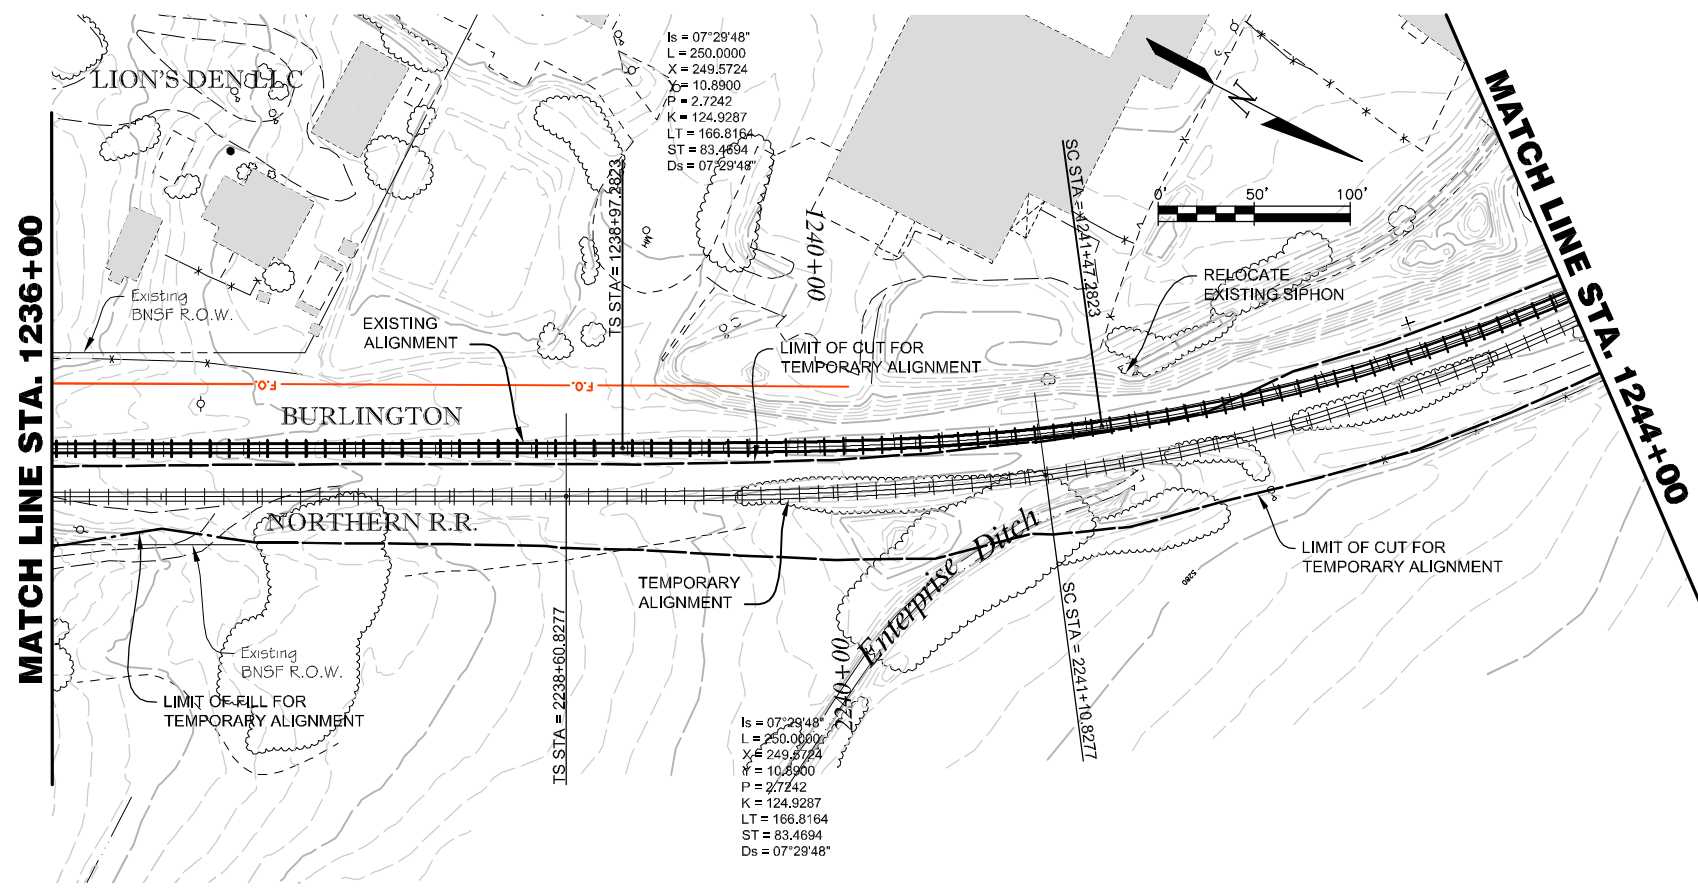 LION'S DEN LLC
Is = 07°29'48"
L = 250.0000
X = 249.5724
Y = 10.8900
P = 2.7242
K = 124.9287
LT = 166.8164
ST = 83.4694
Ds = 07°29'48"
TS STA = 1238+97.2823
1240+00
SC STA = 1241+47.2823
N
0'
50'
100'
RELOCATE
EXISTING SIPHON
MATCH LINE STA. 1244+00
MATCH LINE STA. 1236+00
Existing
BNSF R.O.W.
EXISTING
ALIGNMENT
LIMIT OF CUT FOR
TEMPORARY ALIGNMENT
F.O.
F.O.
BURLINGTON
NORTHERN R.R.
Enterprise Ditch
TEMPORARY
ALIGNMENT
LIMIT OF CUT FOR
TEMPORARY ALIGNMENT
5280
Existing
BNSF R.O.W.
LIMIT OF FILL FOR
TEMPORARY ALIGNMENT
TS STA = 2238+60.8277
2240+00
SC STA = 2241+10.8277
Is = 07°29'48"
L = 250.0000
X = 249.5724
Y = 10.8900
P = 2.7242
K = 124.9287
LT = 166.8164
ST = 83.4694
Ds = 07°29'48"